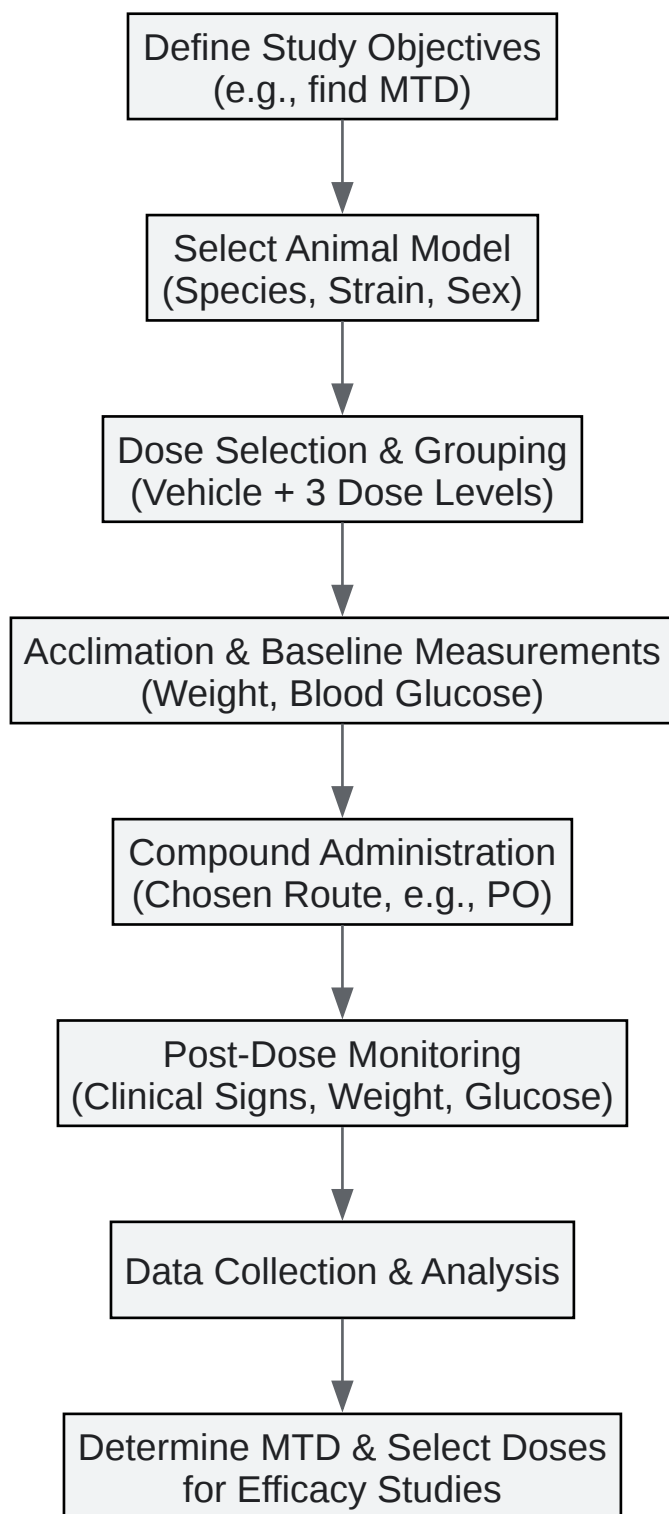 Define Study Objectives
(e.g., find MTD)
Select Animal Model
(Species, Strain, Sex)
Dose Selection & Grouping
(Vehicle + 3 Dose Levels)
Acclimation & Baseline Measurements
(Weight, Blood Glucose)
Compound Administration
(Chosen Route, e.g., PO)
Post-Dose Monitoring
(Clinical Signs, Weight, Glucose)
Data Collection & Analysis
Determine MTD & Select Doses
for Efficacy Studies